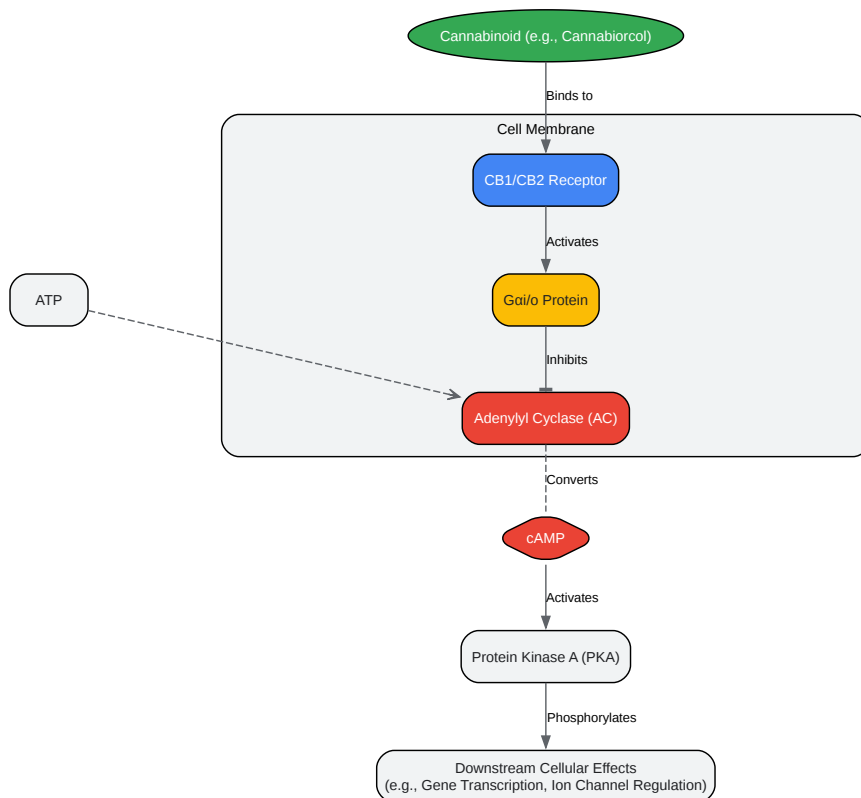 Cannabinoid (e.g., Cannabiorcol)
Binds to
Cell Membrane
CB1/CB2 Receptor
Activates
ATP
Gαi/o Protein
Inhibits
Adenylyl Cyclase (AC)
Converts
cAMP
Activates
Protein Kinase A (PKA)
Phosphorylates
Downstream Cellular Effects
(e.g., Gene Transcription, Ion Channel Regulation)